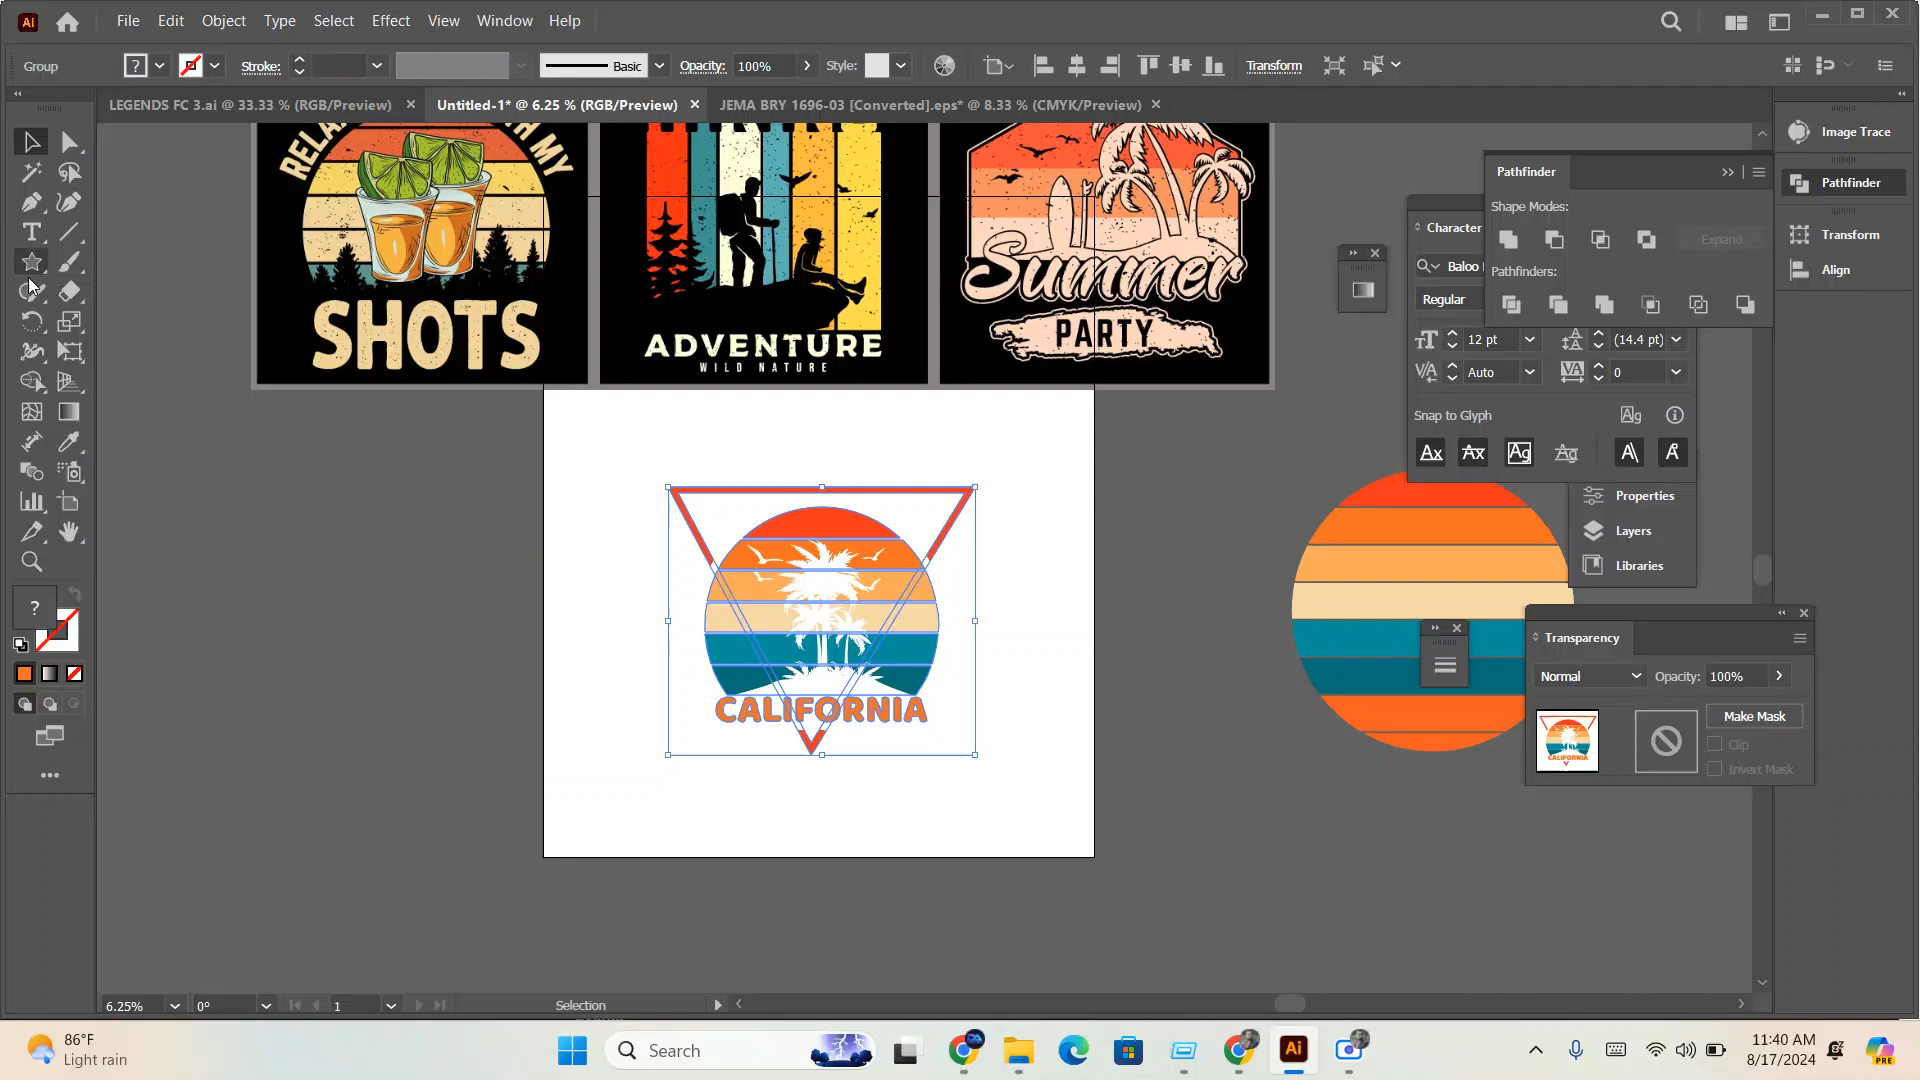 Ai File Edit Object Type Select Effect View Window Help
Group ? Stroke: Basic Opacity: 100% Style: Transform
LEGENDS FC 3.ai @ 33.33 % (RGB/Preview) × Untitled-1* @ 6.25 % (RGB/Preview) × JEMA BRY 1696-03 [Converted].eps* @ 8.33 % (CMYK/Preview) ×
Image Trace
Pathfinder
Transform
Align
Pathfinder
Shape Modes:
Expand
Pathfinders:
Character
Baloo
Regular
12 pt (14.4 pt)
Auto 0
Snap to Glyph
Properties
Layers
Libraries
Transparency
Normal Opacity: 100%
Make Mask
Clip
Invert Mask
MY
SHOTS
ADVENTURE
WILD NATURE
Summer
PARTY
CALIFORNIA
?
6.25% 0° 1 Selection
86°F
Light rain
Search
Ai
11:40 AM
8/17/2024
PRE